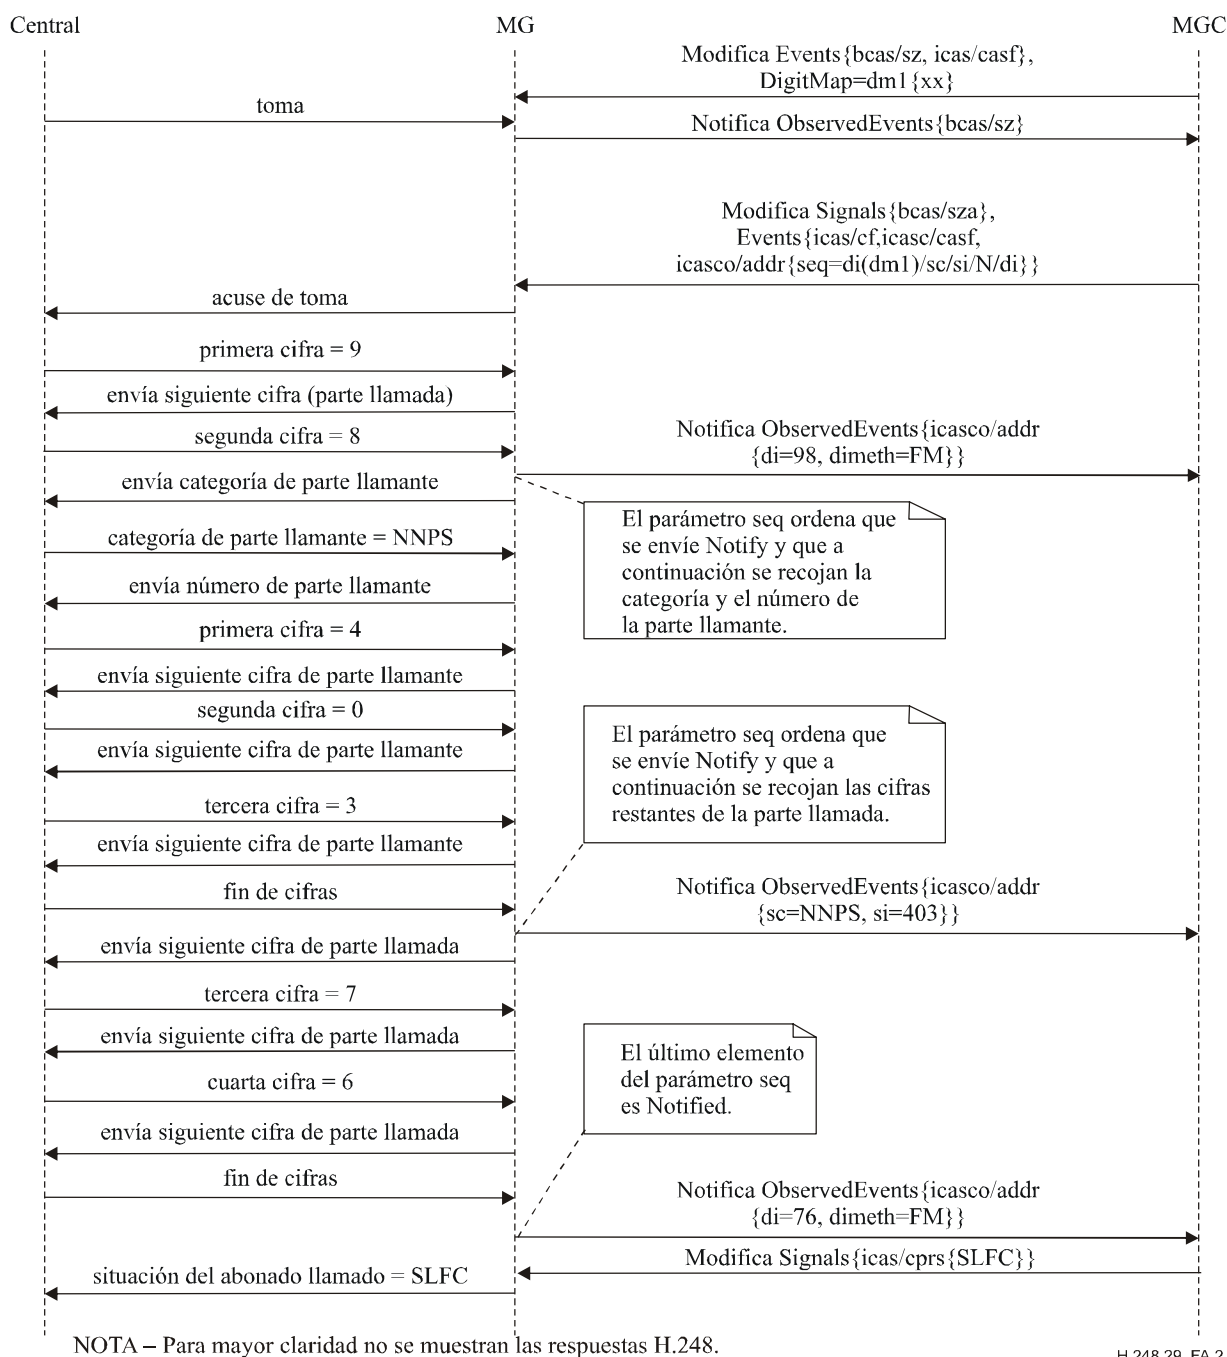 Central
MG
MGC
Modifica Events{bcas/sz, icas/casf},
DigitMap=dm1{xx}
toma
Notifica ObservedEvents{bcas/sz}
Modifica Signals{bcas/sza},
Events{icas/cf,icasc/casf,
icasco/addr{seq=di(dm1)/sc/si/N/di}}
acuse de toma
primera cifra = 9
envía siguiente cifra (parte llamada)
segunda cifra = 8
Notifica ObservedEvents{icasco/addr
{di=98, dimeth=FM}}
envía categoría de parte llamante
El parámetro seq ordena que
se envíe Notify y que a
continuación se recojan la
categoría y el número de
la parte llamante.
categoría de parte llamante = NNPS
envía número de parte llamante
primera cifra = 4
envía siguiente cifra de parte llamante
segunda cifra = 0
envía siguiente cifra de parte llamante
El parámetro seq ordena que
se envíe Notify y que a
continuación se recojan las cifras
restantes de la parte llamada.
tercera cifra = 3
envía siguiente cifra de parte llamante
fin de cifras
Notifica ObservedEvents{icasco/addr
{sc=NNPS, si=403}}
envía siguiente cifra de parte llamada
tercera cifra = 7
envía siguiente cifra de parte llamada
El último elemento
del parámetro seq
es Notified.
cuarta cifra = 6
envía siguiente cifra de parte llamada
fin de cifras
Notifica ObservedEvents{icasco/addr
{di=76, dimeth=FM}}
Modifica Signals{icas/cprs{SLFC}}
situación del abonado llamado = SLFC
NOTA – Para mayor claridad no se muestran las respuestas H.248.